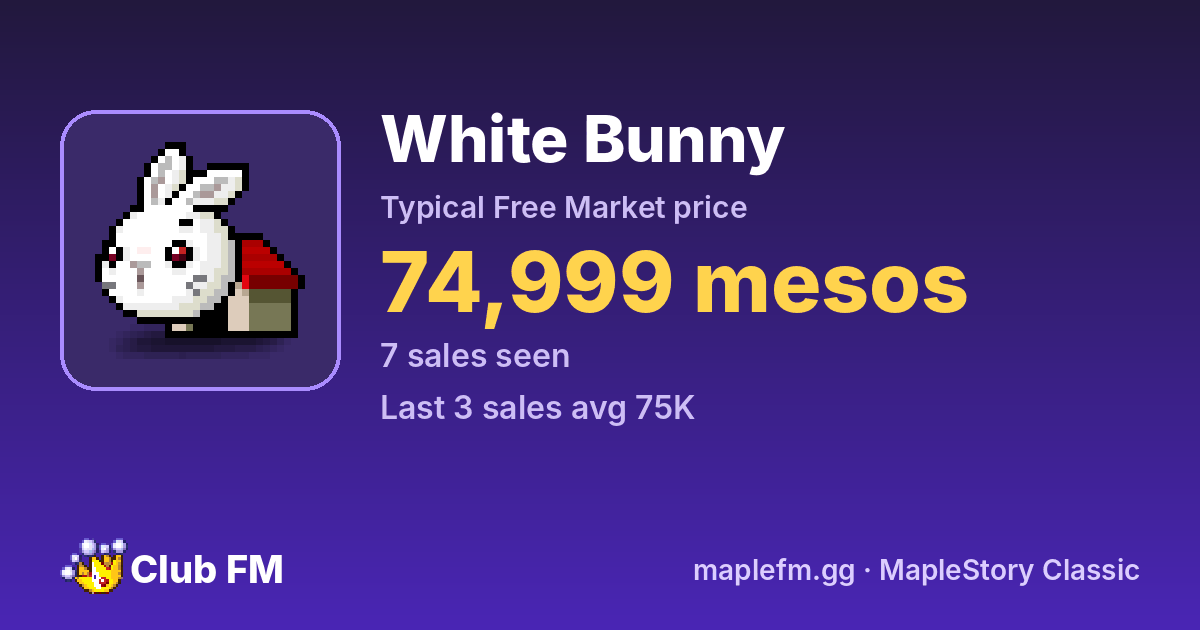 White Bunny
Typical Free Market price
74,999 mesos
7 sales seen
Last 3 sales avg 75K
Club FM
maplefm.gg · MapleStory Classic